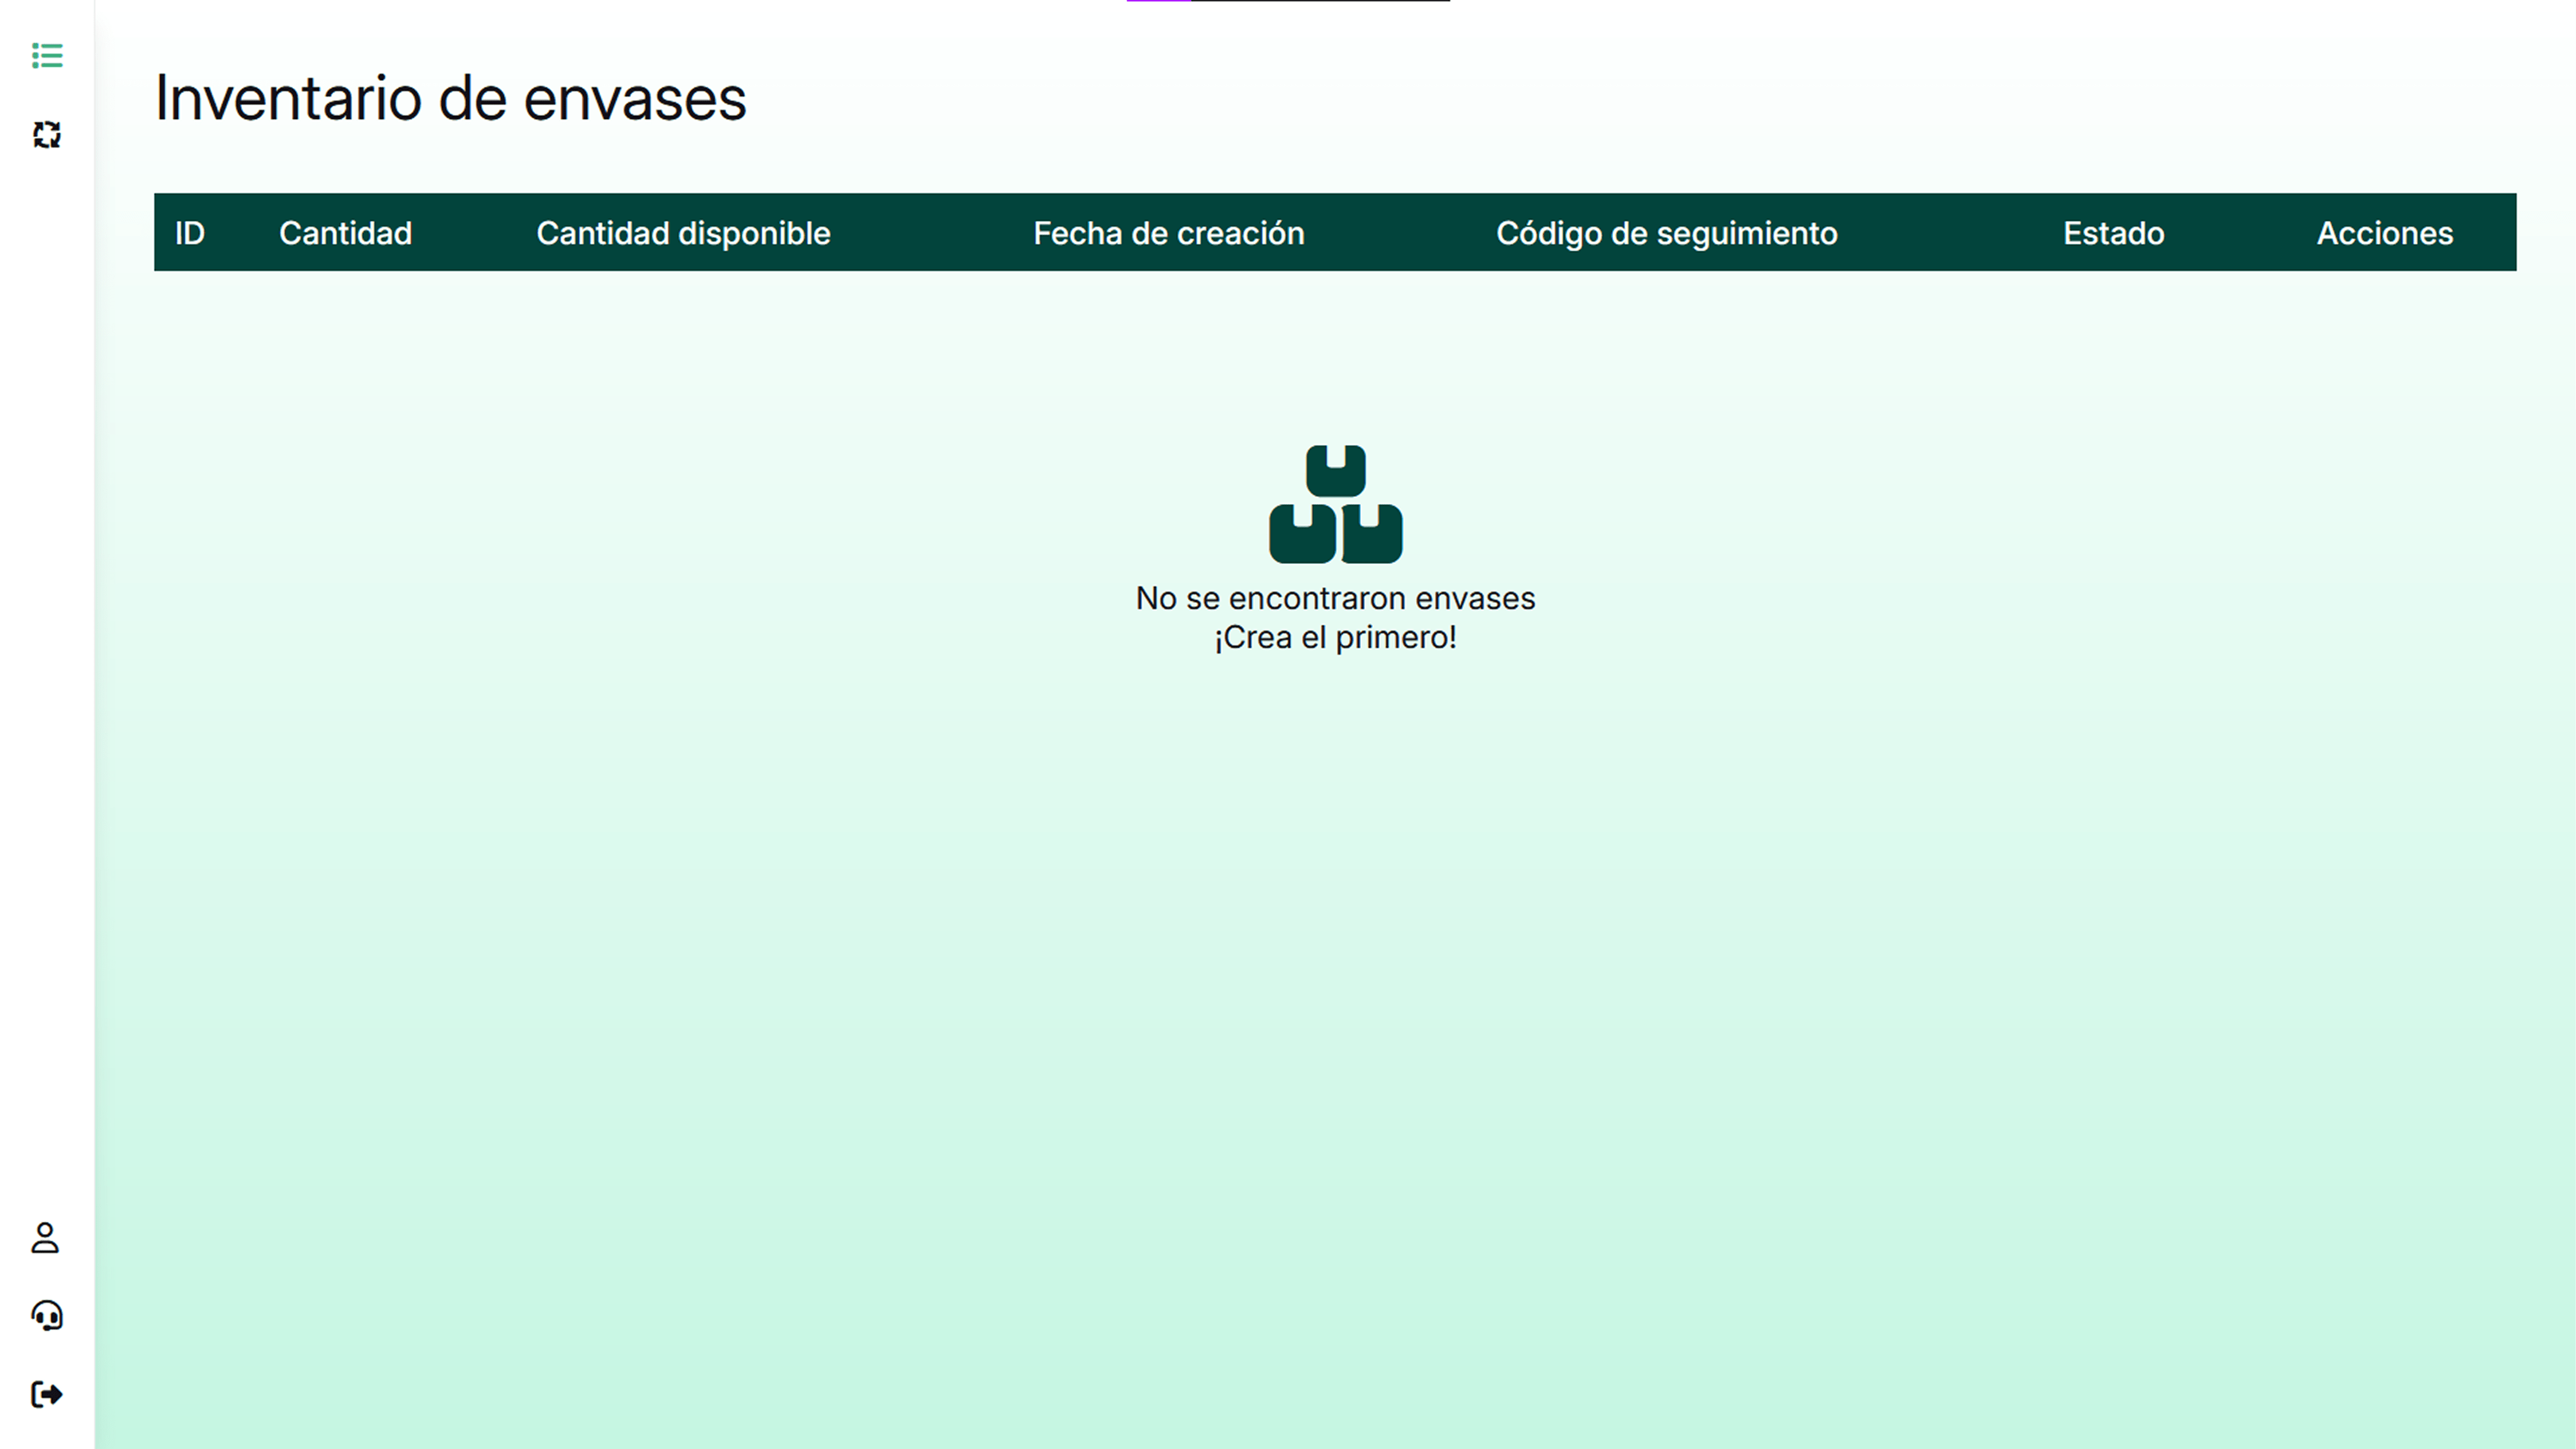 Inventario de envases
ID Cantidad Cantidad disponible Fecha de creación Código de seguimiento Estado Acciones
No se encontraron envases
¡Crea el primero!